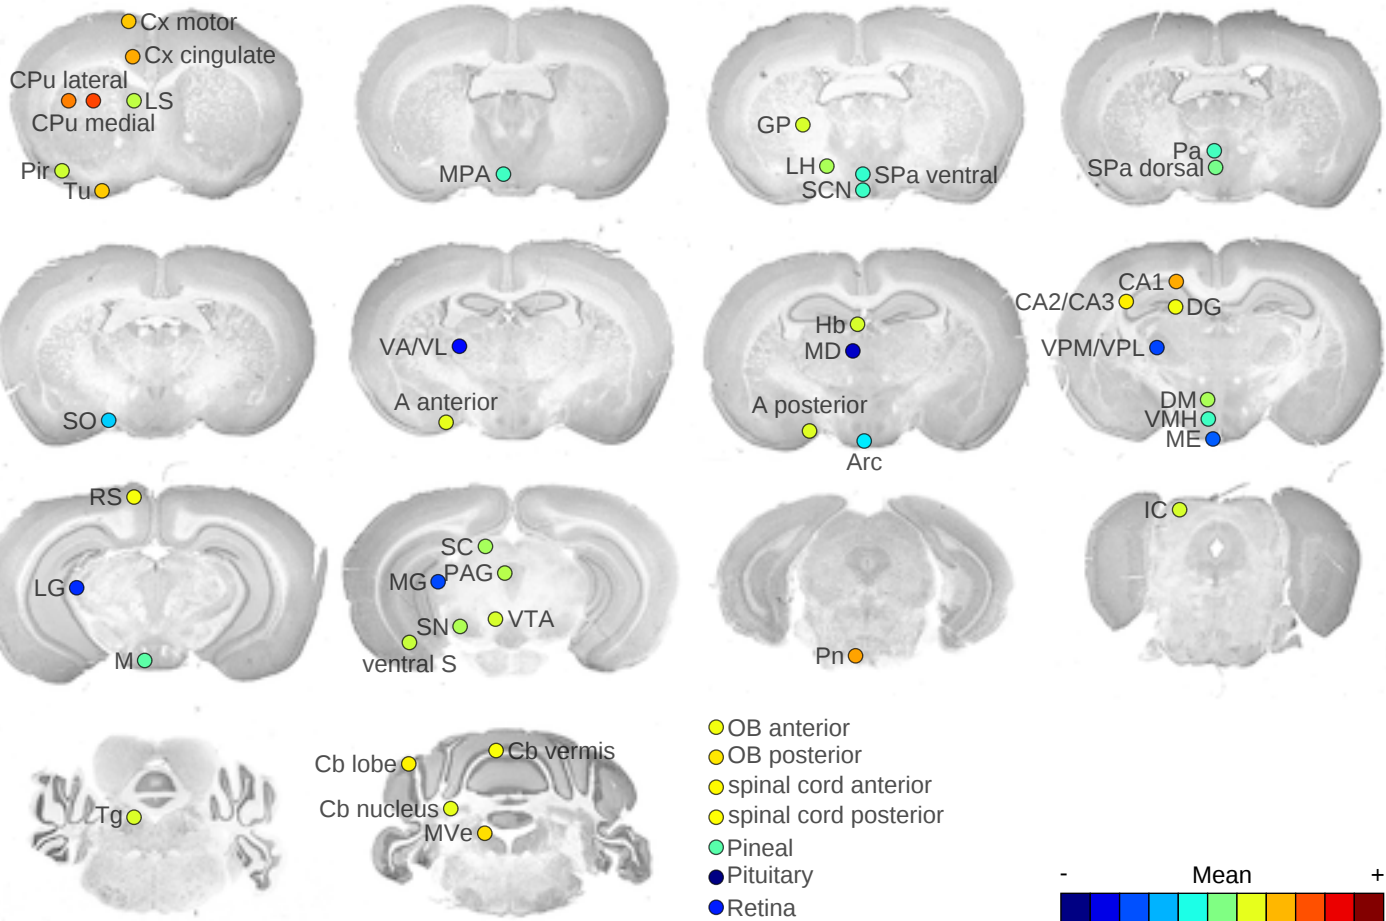 Cx motor
Cx cingulate
CPu lateral
LS
CPu medial
Pir
Tu
MPA
GP
LH
SPa ventral
SCN
Pa
SPa dorsal
SO
VA/VL
A anterior
Hb
MD
A posterior
Arc
CA1
CA2/CA3
DG
VPM/VPL
DM
VMH
ME
RS
LG
M
SC
MG
PAG
SN
VTA
ventral S
Pn
IC
Tg
Cb lobe
Cb vermis
Cb nucleus
MVe
OB anterior
OB posterior
spinal cord anterior
spinal cord posterior
Pineal
Pituitary
Retina
- Mean +